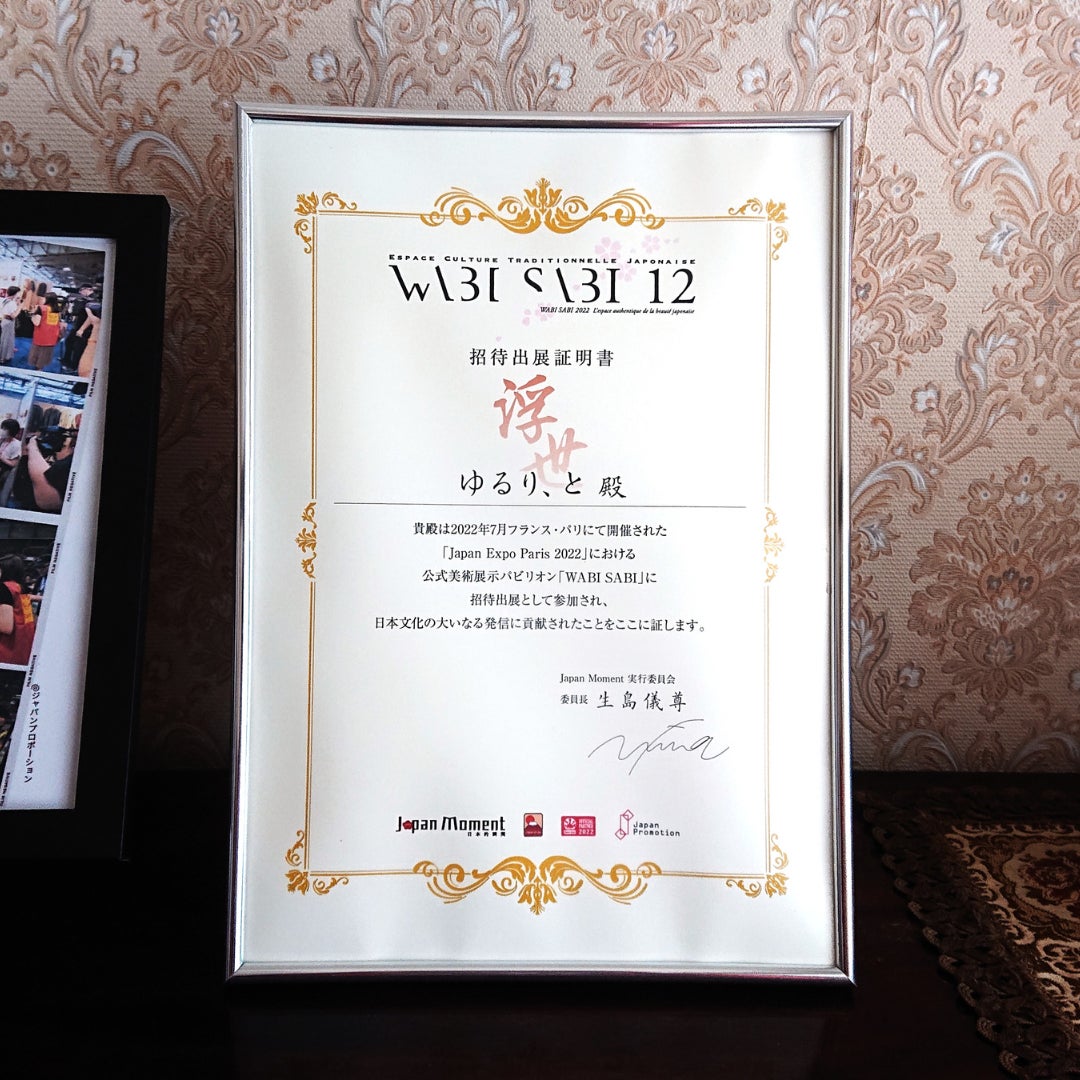 ESPACE CULTURE TRADITIONNELLE JAPONAISE
WABI SABI 12
WABI SABI 2022 L'espace authentique de la beauté japonaise
招待出展証明書
浮世
ゆるり、と 殿
貴殿は2022年7月フランス・パリにて開催された
「Japan Expo Paris 2022」における
公式美術展示パビリオン「WABI SABI」に
招待出展として参加され、
日本文化の大いなる発信に貢献されたことをここに証します。
Japan Moment 実行委員会
委員長 生島儀尊
Japan Moment
日本的瞬間
Japan
Promotion
@ジャパンプロポーション